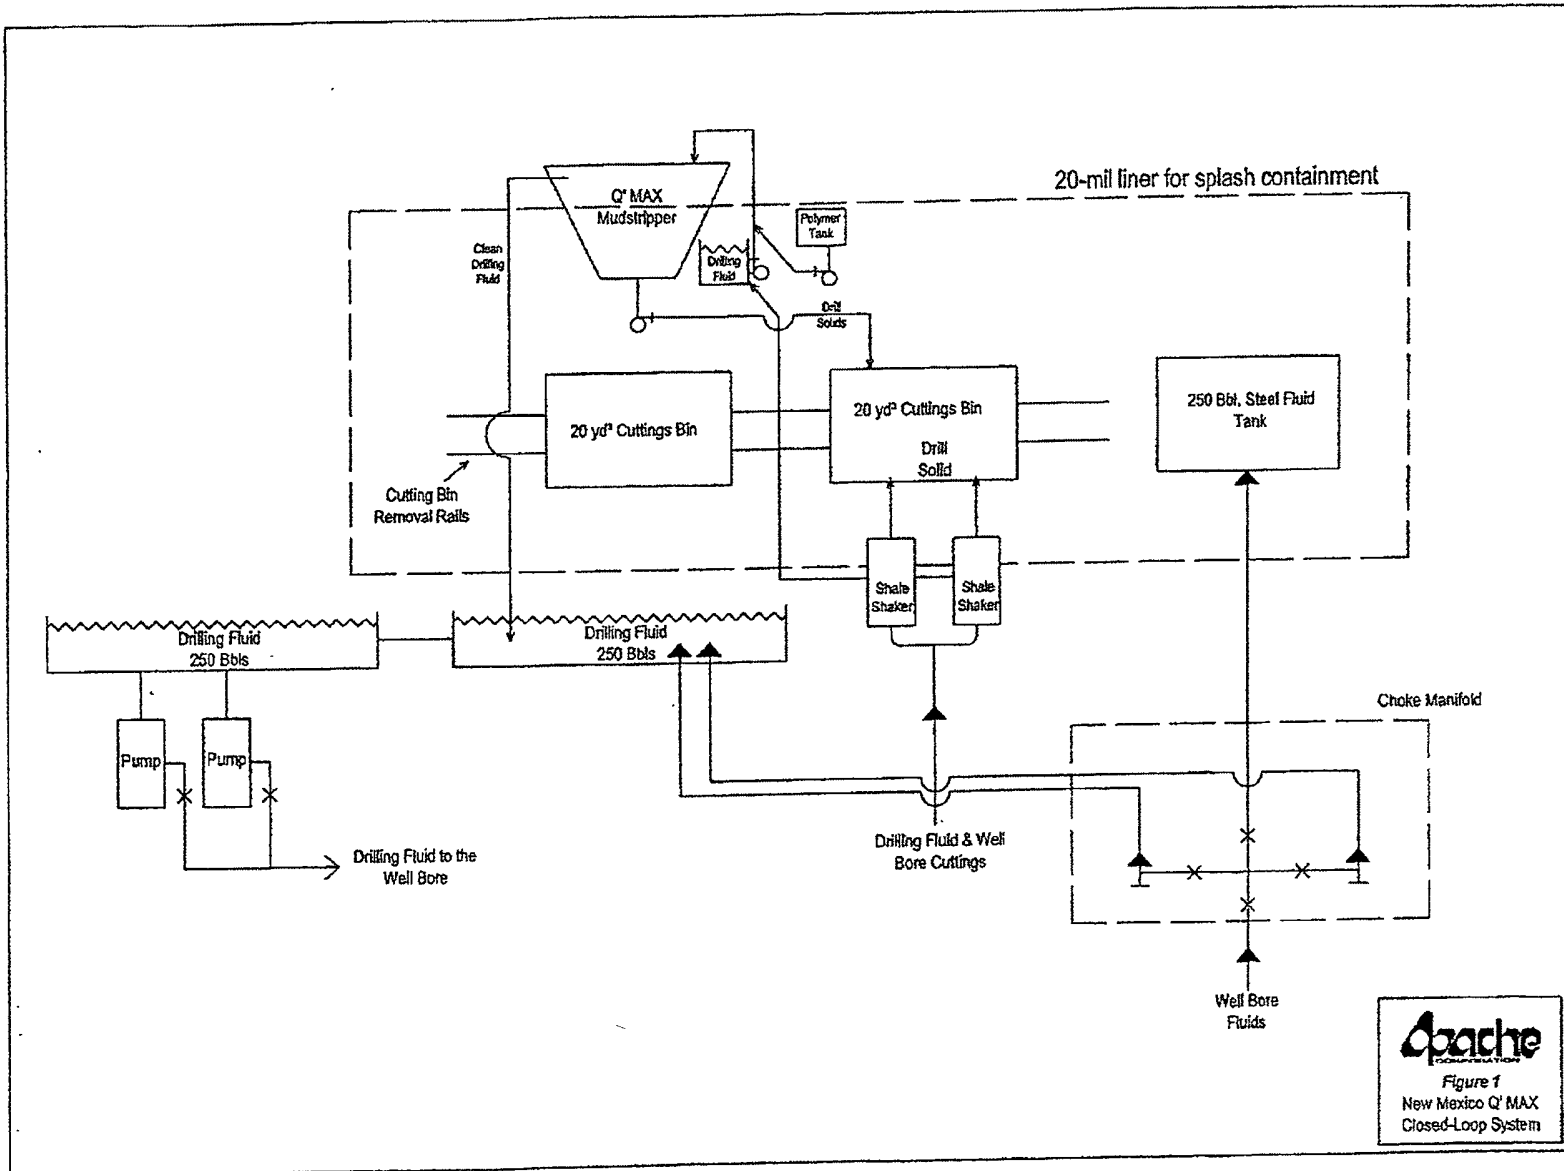 20-mil liner for splash containment
Q' MAX
Mudstripper
Polymer
Tank
Clean
Drilling
Fluid
Drilling
Fluid
Drill
Solids
20 yd³ Cuttings Bin
20 yd³ Cuttings Bin
Drill
Solid
250 Bbl. Steel Fluid
Tank
Cutting Bin
Removal Rails
Shale
Shaker
Shale
Shaker
Drilling Fluid
250 Bbls
Drilling Fluid
250 Bbls
Choke Manifold
Pump
Pump
Drilling Fluid & Well
Bore Cuttings
Drilling Fluid to the
Well Bore
Well Bore
Fluids
Apache
CORPORATION
Figure 1
New Mexico Q' MAX
Closed-Loop System